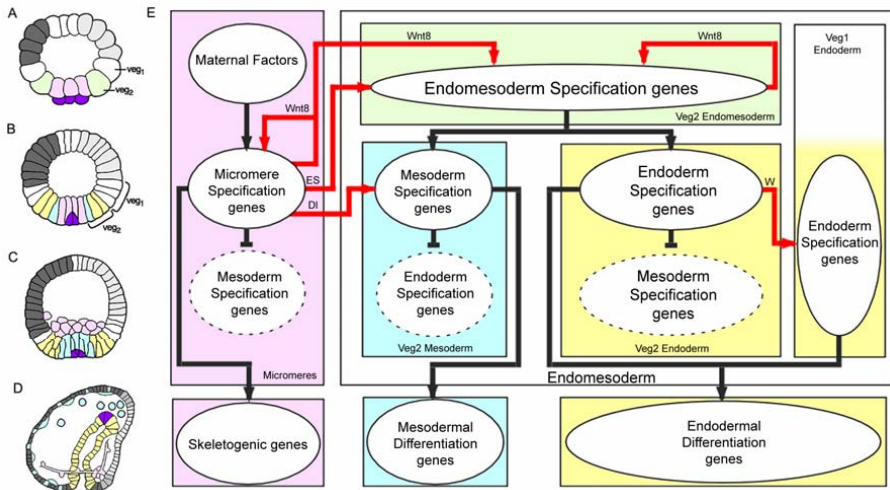 A
veg1
veg2
B
veg1
veg2
C
D
E
Maternal Factors
Wnt8
Wnt8
Wnt8
Endomesoderm Specification genes
Veg2 Endomesoderm
Veg1
Endoderm
Micromere
Specification
genes
ES
DI
Mesoderm
Specification
genes
Endoderm
Specification
genes
W
Endoderm
Specification
genes
Mesoderm
Specification
genes
Endoderm
Specification
genes
Mesoderm
Specification
genes
Micromeres
Veg2 Mesoderm
Veg2 Endoderm
Endomesoderm
Skeletogenic genes
Mesodermal
Differentiation
genes
Endodermal
Differentiation
genes